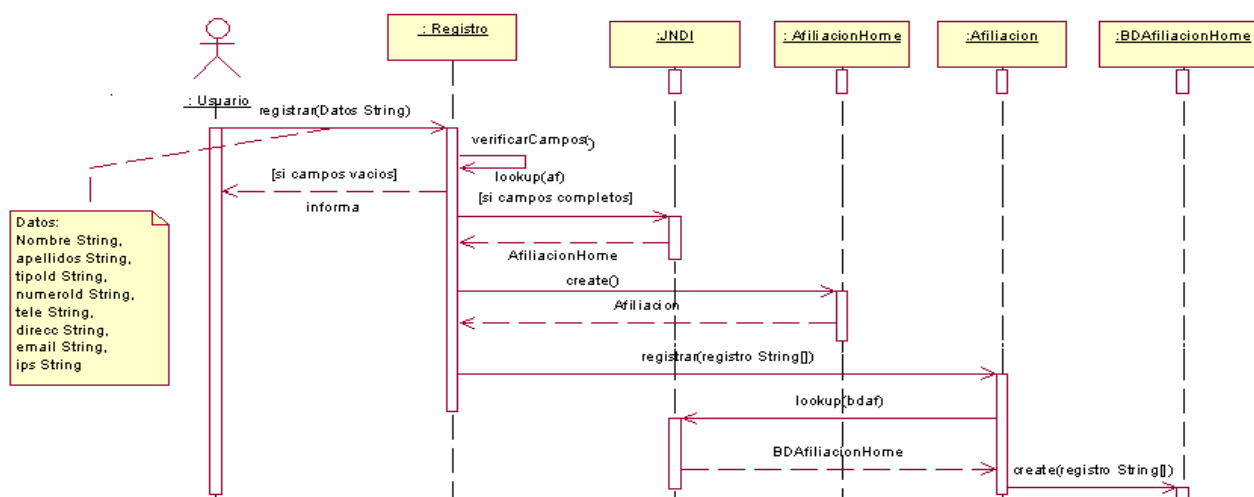 : Registro
:JNDI
: AfiliacionHome
:Afiliacion
:BDAfiliacionHome
: Usuario
registrar(Datos String)
verificarCampos()
lookup(af)
[si campos vacios]
[si campos completos]
informa
AfiliacionHome
create()
Afiliacion
Datos:
Nombre String,
apellidos String,
tipoId String,
numeroId String,
tele String,
direcc String,
email String,
ips String
registrar(registro String[])
lookup(bdaf)
BDAfiliacionHome
create(registro String[])